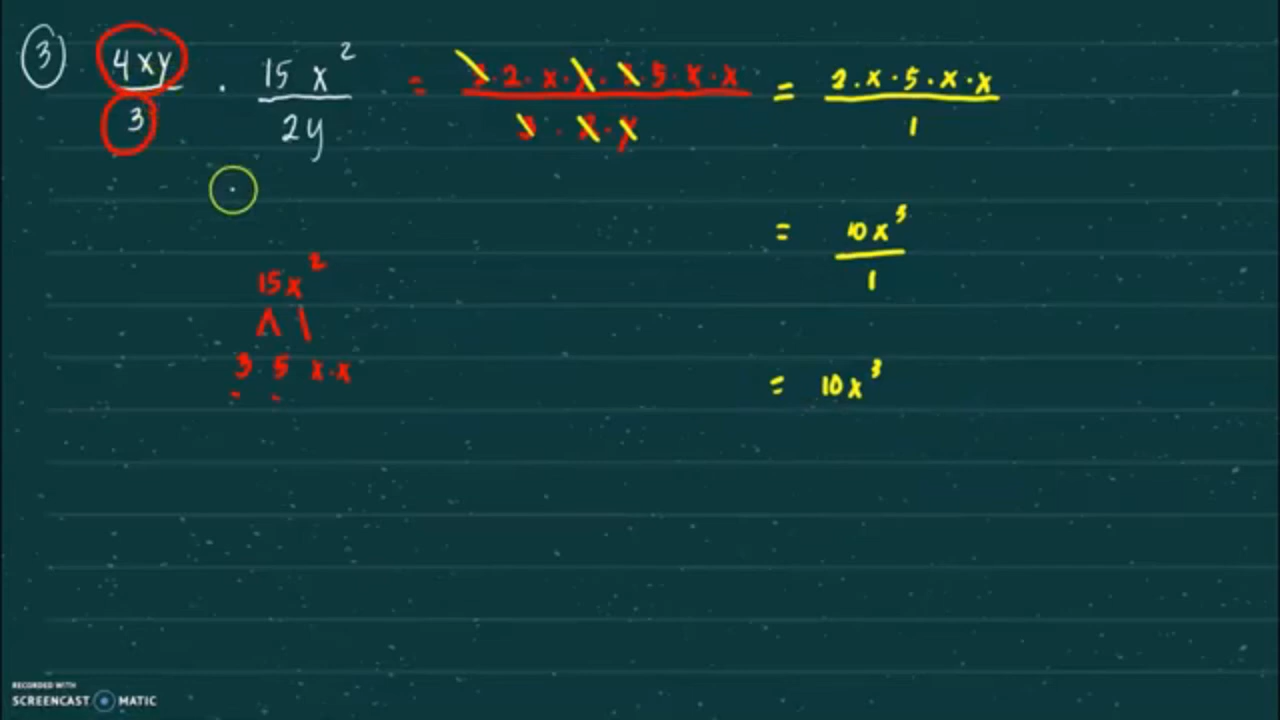 ③ 4xy/3 · 15x²/2y = 2·2·x·y·3·5·x·x / 3·2·y = 2·x·5·x·x / 1
= 10x³/1
15x²
3 5 x·x
= 10x³
RECORDED WITH
SCREENCAST MATIC